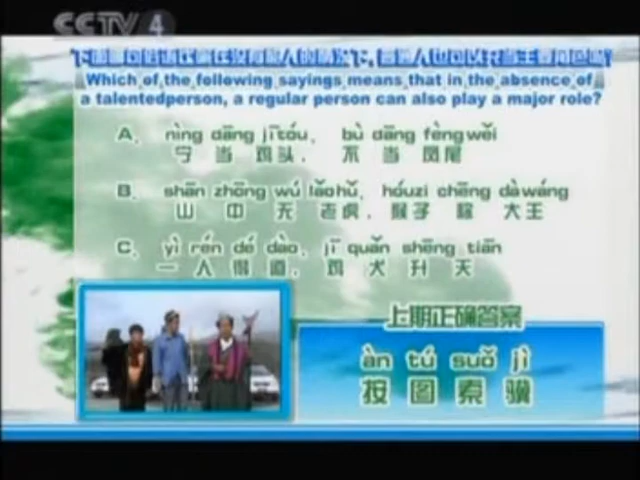 CCTV 4
Which of the following sayings means that in the absence of
a talentedperson, a regular person can also play a major role?
A、 nìng dāng jītóu, bù dāng fèngwěi
宁 当 鸡头, 不 当 凤尾
B、 shān zhōng wú lǎohǔ, hóuzi chēng dàwáng
山 中 无 老虎, 猴子 称 大王
C、 yì rén dé dào, jī quǎn shēng tiān
一 人 得 道, 鸡 犬 升 天
上期正确答案
àn tú suǒ jì
按 图 索 骥